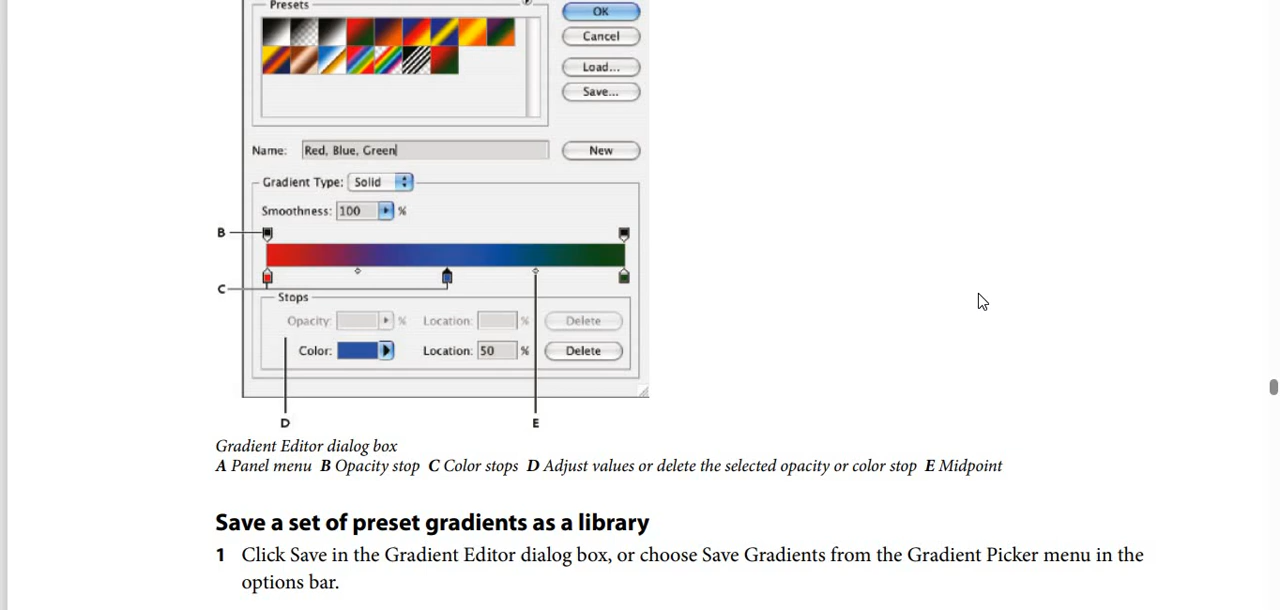 Presets
OK
Cancel
Load...
Save...
Name: Red, Blue, Green
New
Gradient Type: Solid
Smoothness: 100 %
B
C
Stops
Opacity: % Location: % Delete
Color: Location: 50 % Delete
D E
Gradient Editor dialog box
A Panel menu B Opacity stop C Color stops D Adjust values or delete the selected opacity or color stop E Midpoint
Save a set of preset gradients as a library
1 Click Save in the Gradient Editor dialog box, or choose Save Gradients from the Gradient Picker menu in the
options bar.